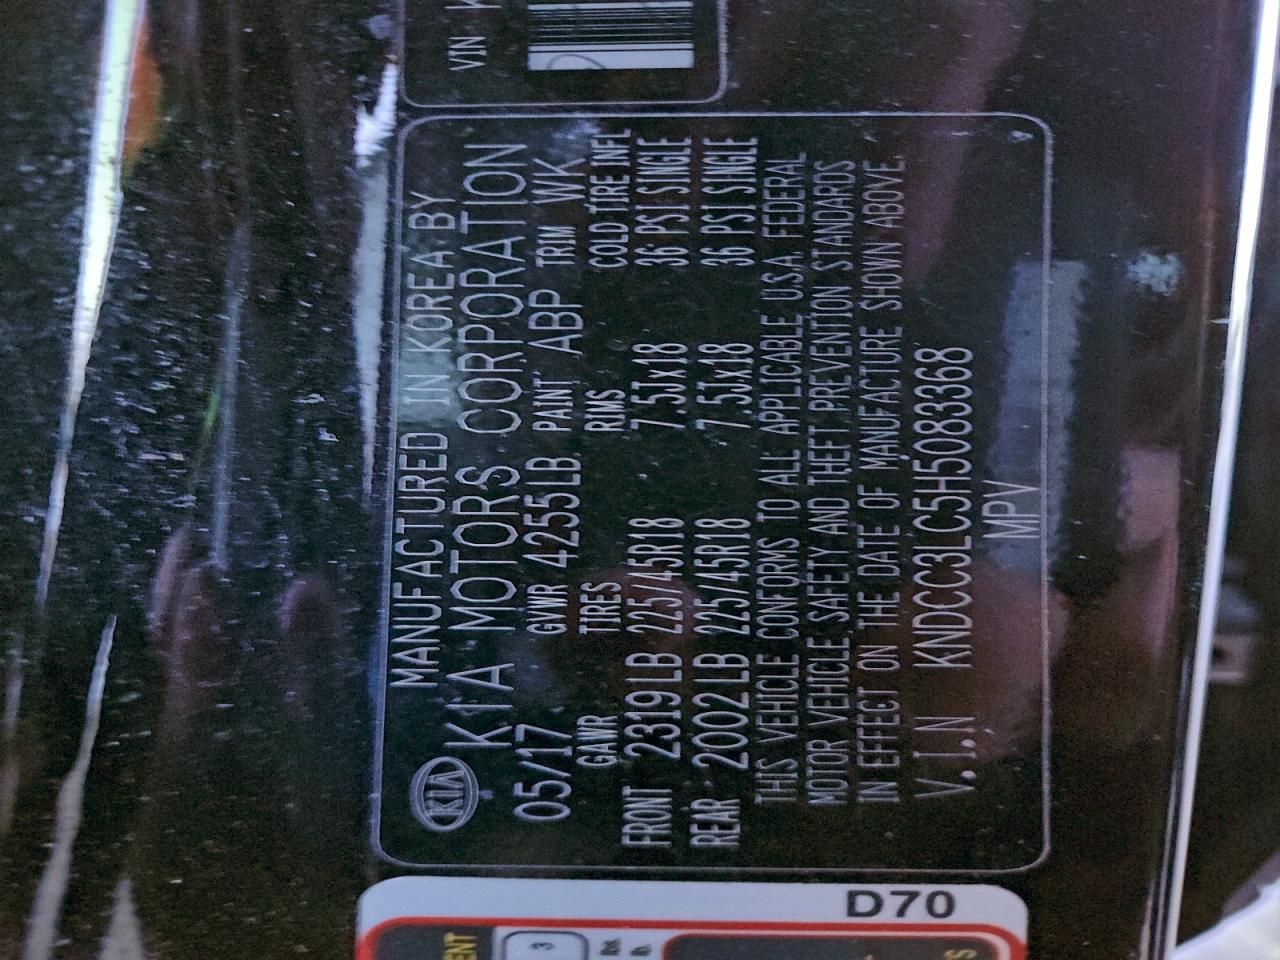 MANUFACTURED IN KOREA BY
KIA KIA MOTORS CORPORATION
05/17 GVWR 4255LB PAINT ABP TRIM WK
GAWR TIRES RIMS COLD TIRE INFL
FRONT 2319LB 225/45R18 7.5Jx18 36 PSI SINGLE
REAR 2002LB 225/45R18 7.5Jx18 36 PSI SINGLE
THIS VEHICLE CONFORMS TO ALL APPLICABLE U.S.A. FEDERAL
MOTOR VEHICLE SAFETY AND THEFT PREVENTION STANDARDS
IN EFFECT ON THE DATE OF MANUFACTURE SHOWN ABOVE.
V.I.N KNDCC3LC5H5083368
MPV
VIN K
D70
3